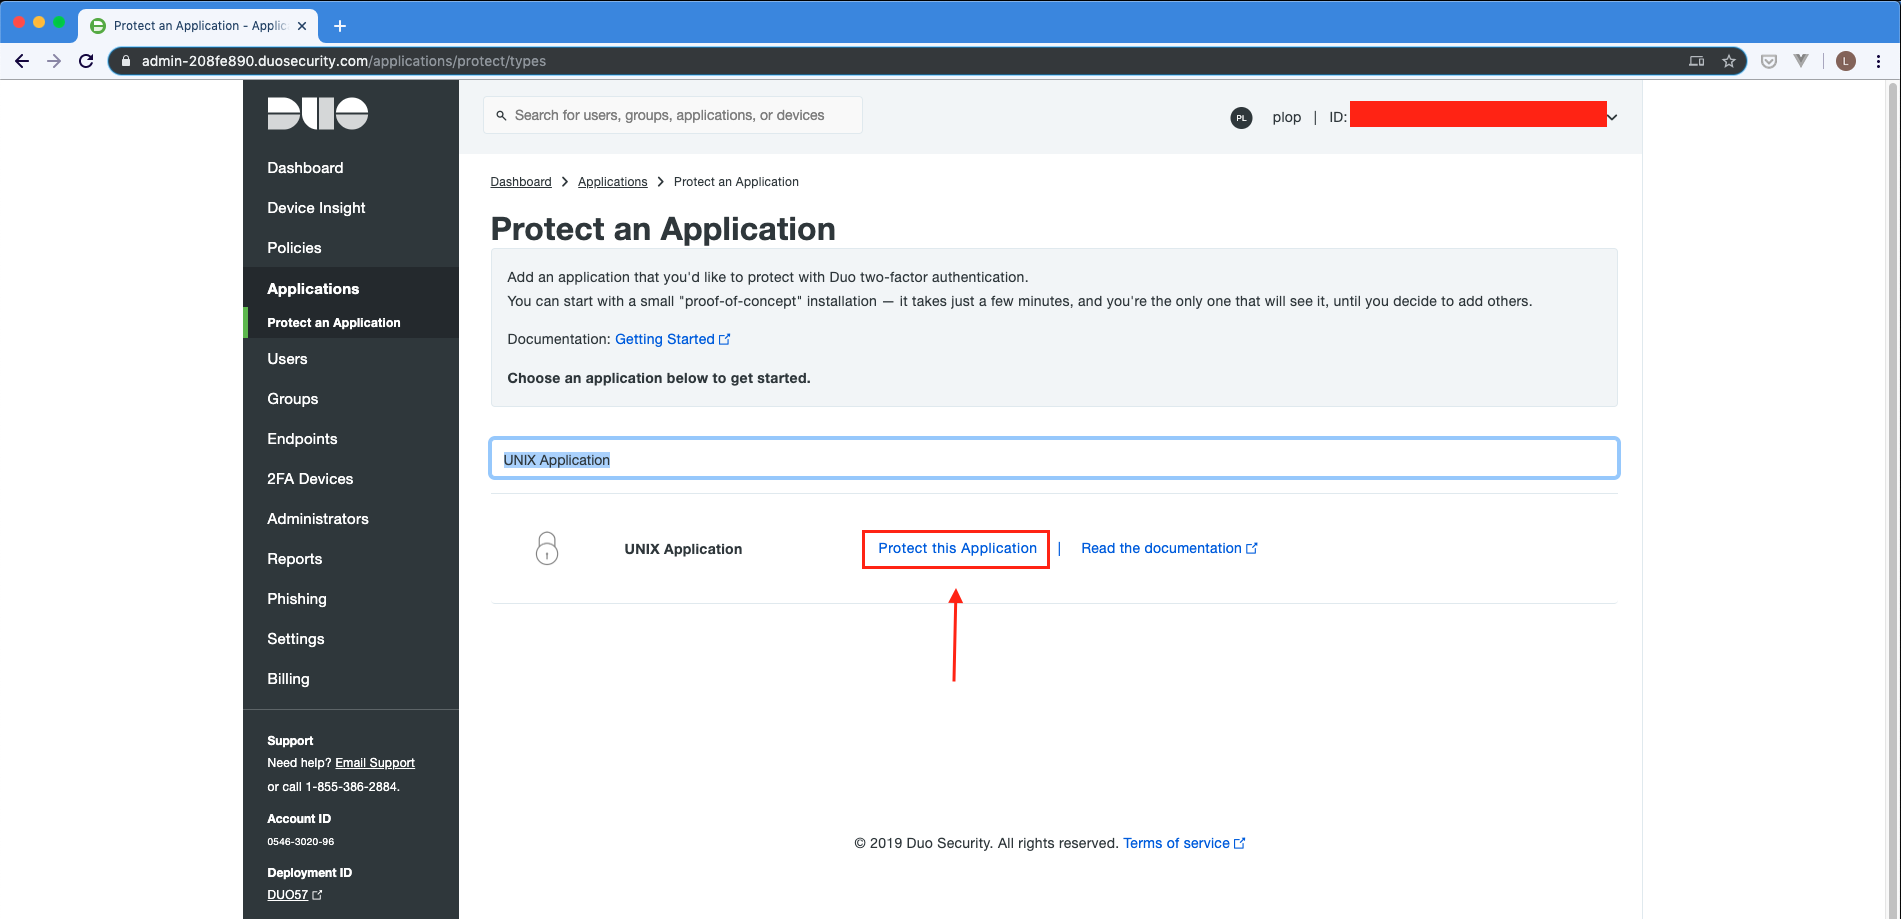 Protect an Application - Applic
admin-208fe890.duosecurity.com/applications/protect/types
L
DUO
Search for users, groups, applications, or devices
PL
plop | ID:
Dashboard
Device Insight
Policies
Applications
Protect an Application
Users
Groups
Endpoints
2FA Devices
Administrators
Reports
Phishing
Settings
Billing
Support
Need help? Email Support
or call 1-855-386-2884.
Account ID
0546-3020-96
Deployment ID
DUO57
Dashboard > Applications > Protect an Application
Protect an Application
Add an application that you'd like to protect with Duo two-factor authentication.
You can start with a small "proof-of-concept" installation — it takes just a few minutes, and you're the only one that will see it, until you decide to add others.
Documentation: Getting Started
Choose an application below to get started.
UNIX Application
UNIX Application Protect this Application | Read the documentation
© 2019 Duo Security. All rights reserved. Terms of service